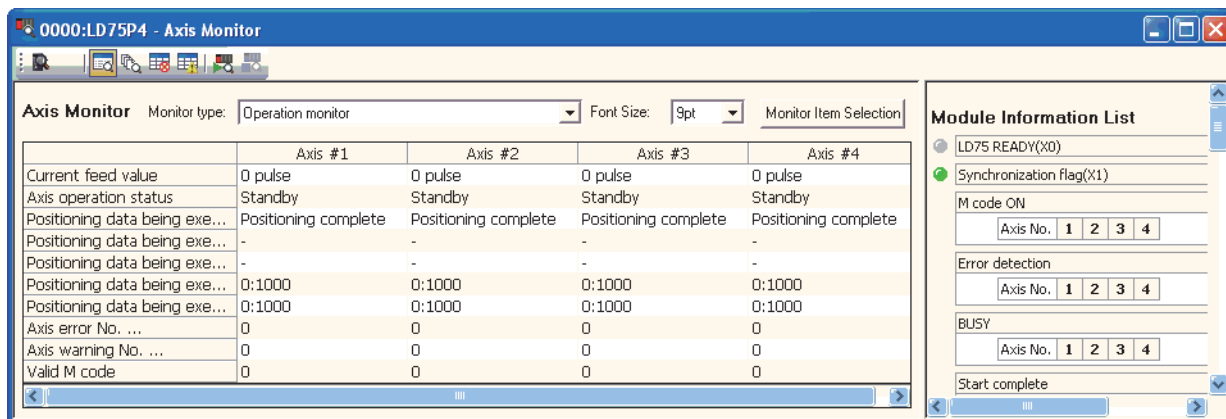 0000:LD75P4 - Axis Monitor
Axis Monitor Monitor type: Operation monitor Font Size: 9pt Monitor Item Selection
Axis #1 Axis #2 Axis #3 Axis #4
Current feed value 0 pulse 0 pulse 0 pulse 0 pulse
Axis operation status Standby Standby Standby Standby
Positioning data being exe... Positioning complete Positioning complete Positioning complete Positioning complete
Positioning data being exe... - - - -
Positioning data being exe... - - - -
Positioning data being exe... 0:1000 0:1000 0:1000 0:1000
Positioning data being exe... 0:1000 0:1000 0:1000 0:1000
Axis error No. ... 0 0 0 0
Axis warning No. ... 0 0 0 0
Valid M code 0 0 0 0
Module Information List
LD75 READY(X0)
Synchronization flag(X1)
M code ON
Axis No. 1 2 3 4
Error detection
Axis No. 1 2 3 4
BUSY
Axis No. 1 2 3 4
Start complete